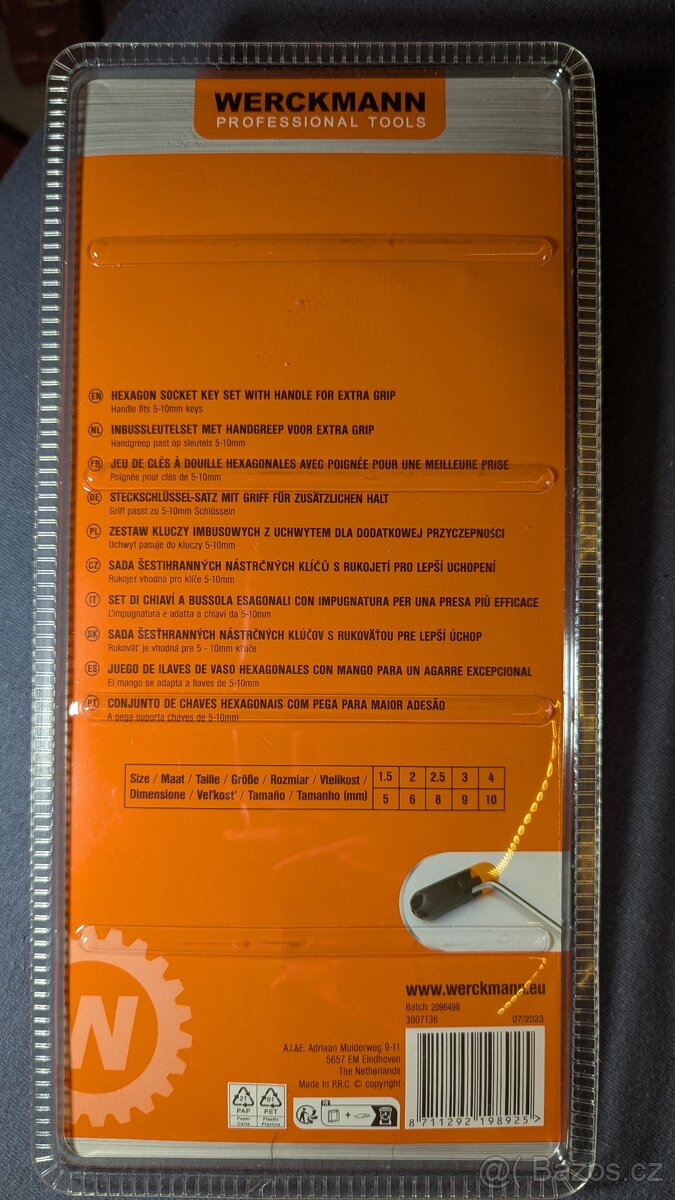 WERCKMANN
PROFESSIONAL TOOLS
EN HEXAGON SOCKET KEY SET WITH HANDLE FOR EXTRA GRIP
Handle fits 5-10mm keys
NL INBUSSLEUTELSET MET HANDGREEP VOOR EXTRA GRIP
Handgreep past op sleutels 5-10mm
FR JEU DE CLÉS À DOUILLE HEXAGONALES AVEC POIGNÉE POUR UNE MEILLEURE PRISE
Poignée pour clés de 5-10mm
DE STECKSCHLÜSSEL-SATZ MIT GRIFF FÜR ZUSÄTZLICHEN HALT
Griff passt zu 5-10mm Schlüsseln
PL ZESTAW KLUCZY IMBUSOWYCH Z UCHWYTEM DLA DODATKOWEJ PRZYCZEPNOŚCI
Uchwyt pasuje do kluczy 5-10mm
CZ SADA ŠESTIHRANNÝCH NÁSTRČNÝCH KLÍČŮ S RUKOJETÍ PRO LEPŠÍ UCHOPENÍ
Rukojeť vhodná pro klíče 5-10mm
IT SET DI CHIAVÍ A BUSSOLA ESAGONALI CON IMPUGNATURA PER UNA PRESA PIÙ EFFICACE
L'impugnatura è adatta a chiavi da 5-10mm
SK SADA ŠESŤHRANNÝCH NÁSTRČNÝCH KLÚČOV S RUKOVÄŤOU PRE LEPŠÍ ÚCHOP
Rukoväť je vhodná pre 5 - 10mm kľúče
ES JUEGO DE ILAVES DE VASO HEXAGONALES CON MANGO PARA UN AGARRE EXCEPCIONAL
El mango se adapta a llaves de 5-10mm
PT CONJUNTO DE CHAVES HEXAGONAIS COM PEGA PARA MAIOR ADESÃO
A pega suporta chaves de 5-10mm
Size / Maat / Taille / Größe / Rozmiar / Vtelikost /
Dimensione / Veľkosť / Tamaño / Tamanho (mm)
1.5 2 2.5 3 4
5 6 8 9 10
www.werckmann.eu
Batch: 2096498
3007136 07/2023
A.I.&E. Adriaan Mulderweg 9-11
5657 EM Eindhoven
The Netherlands
Made in P.R.C. © copyright
21 PAP
Paper
Carta
01 PET
Plastic
Plastica
FR
+
8 711292 198925 >
W
@( Bazos.cz